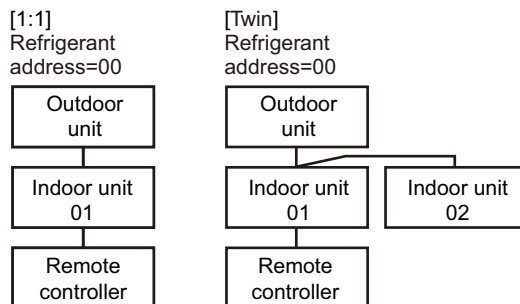 [1:1]
Refrigerant
address=00
Outdoor
unit
Indoor unit
01
Remote
controller
[Twin]
Refrigerant
address=00
Outdoor
unit
Indoor unit
01
Indoor unit
02
Remote
controller